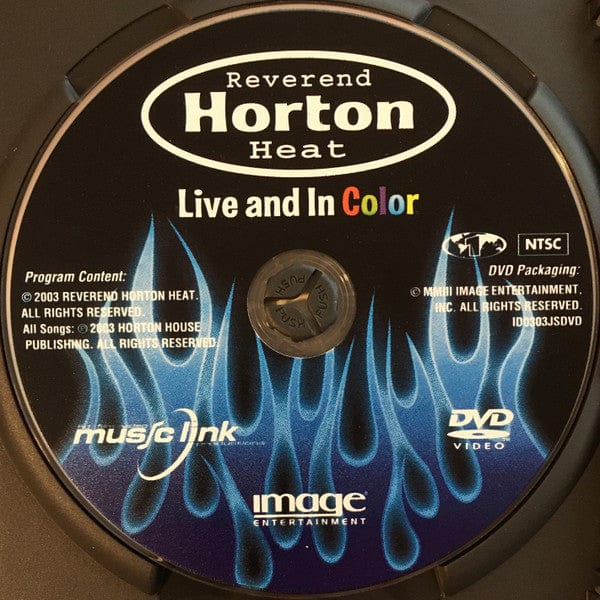 Reverend
Horton
Heat
Live and In Color
NTSC
Program Content:
© 2003 REVEREND HORTON HEAT.
ALL RIGHTS RESERVED.
All Songs: ℗ 2003 HORTON HOUSE
PUBLISHING. ALL RIGHTS RESERVED.
DVD Packaging:
© MMIII IMAGE ENTERTAINMENT,
INC. ALL RIGHTS RESERVED.
ID0303JSDVD
PUSH
PUSH
PUSH
music link
PRODUCTIONS
DVD
VIDEO
image®
ENTERTAINMENT